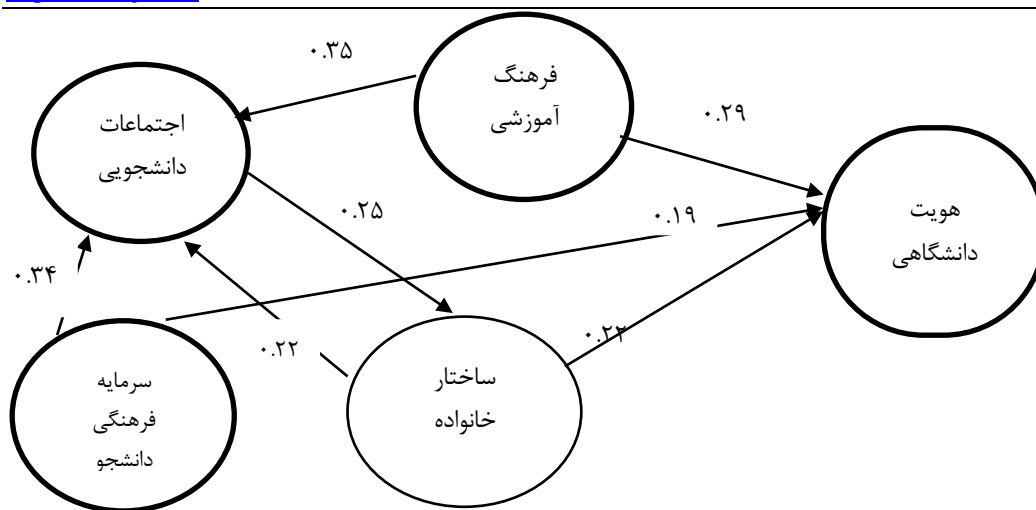 ۰.۳۵
فرهنگ
آموزشی
اجتماعات
دانشجویی
۰.۲۹
هویت
دانشگاهی
۰.۲۵
۰.۱۹
۰.۳۴
۰.۲۲
۰.۲۲
ساختار
خانواده
سرمایه
فرهنگی
دانشجو